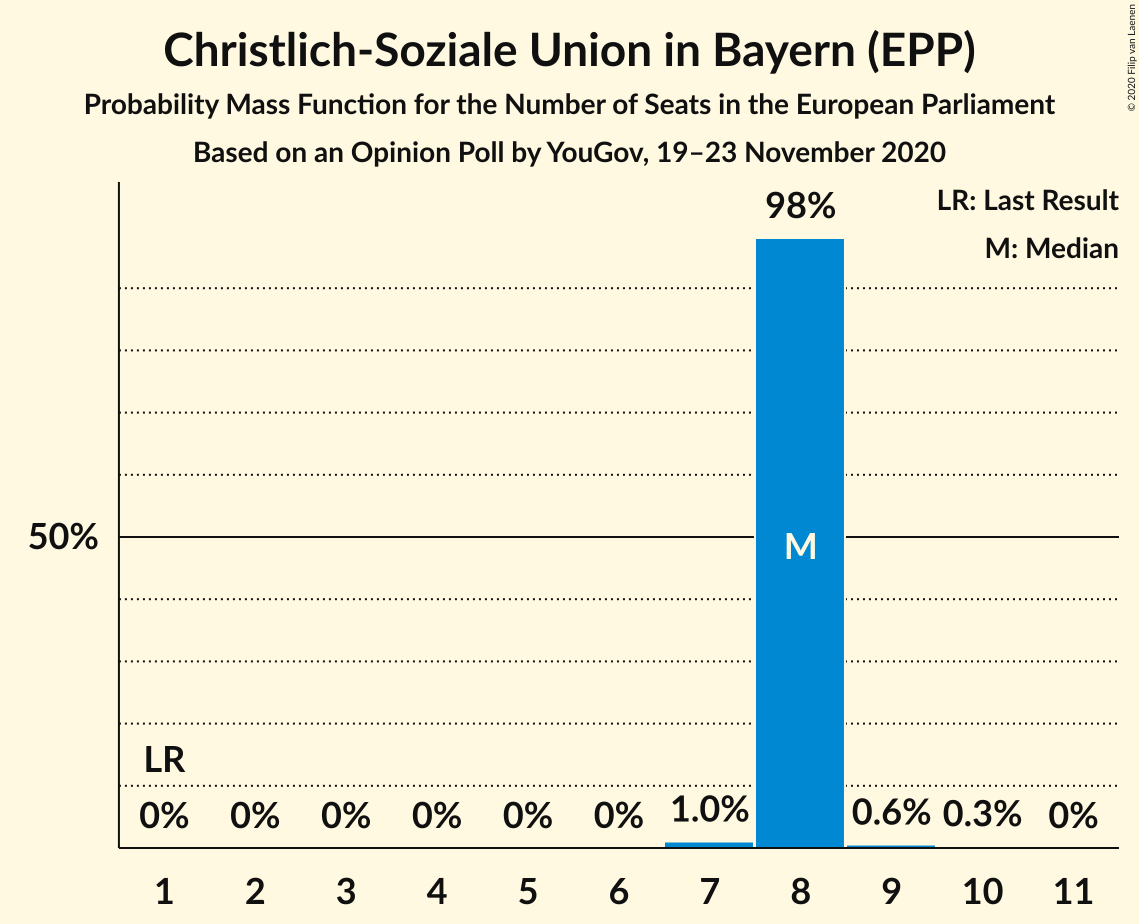 Christlich-Soziale Union in Bayern (EPP)
Probability Mass Function for the Number of Seats in the European Parliament
Based on an Opinion Poll by YouGov, 19–23 November 2020
© 2020 Filip van Laenen
LR: Last Result
M: Median
98%
50%
M
LR
0% 0% 0% 0% 0% 0% 1.0% 0.6% 0.3% 0%
1 2 3 4 5 6 7 8 9 10 11